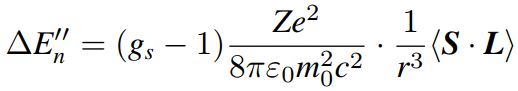 ΔE″ₙ = (gₛ − 1) Ze² / 8πε₀m₀²c² · 1 / r³ ⟨S · L⟩